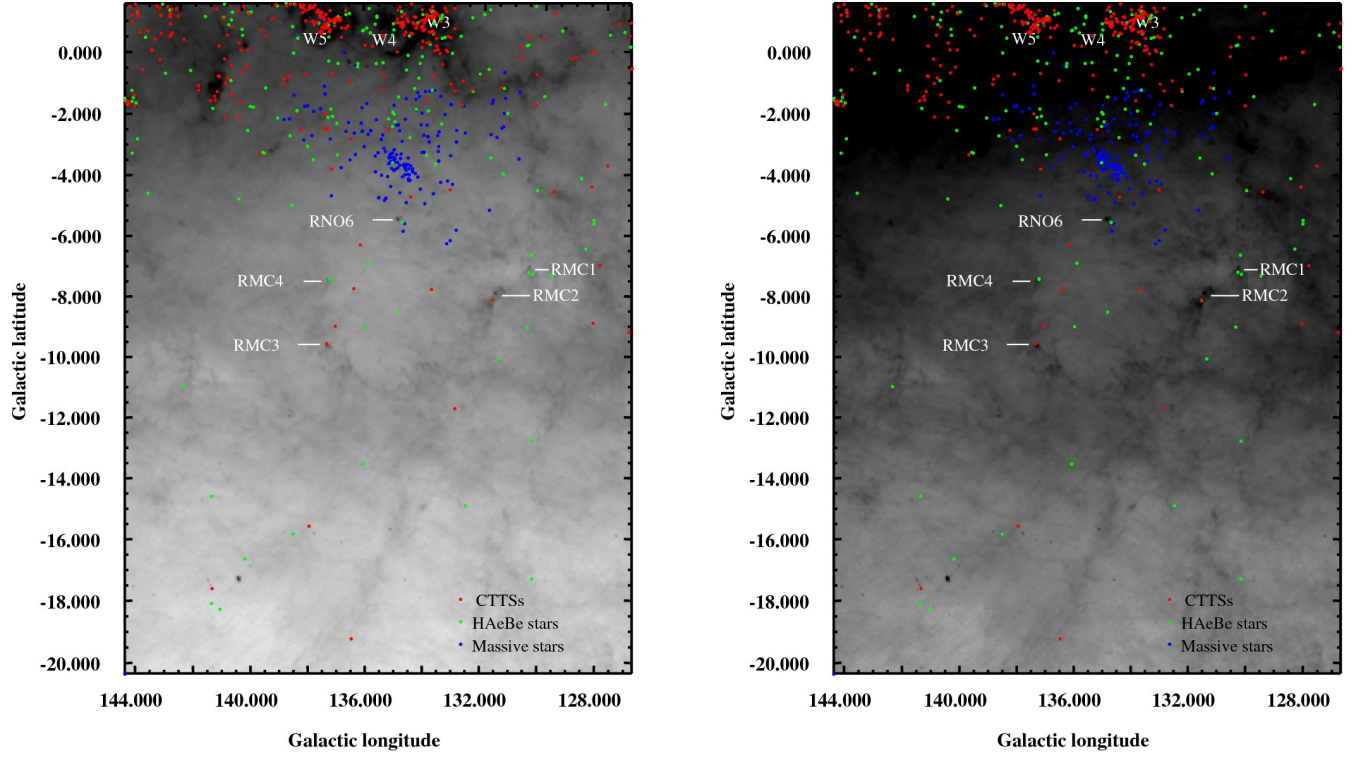 W5
W4
W3
0.000
-2.000
-4.000
-6.000
-8.000
-10.000
-12.000
-14.000
-16.000
-18.000
-20.000
RNO6
RMC4
RMC3
RMC1
RMC2
CTTSs
HAeBe stars
Massive stars
144.000 140.000 136.000 132.000 128.000
Galactic longitude
Galactic latitude
W5
W4
W3
0.000
-2.000
-4.000
-6.000
-8.000
-10.000
-12.000
-14.000
-16.000
-18.000
-20.000
RNO6
RMC4
RMC3
RMC1
RMC2
CTTSs
HAeBe stars
Massive stars
144.000 140.000 136.000 132.000 128.000
Galactic longitude
Galactic latitude